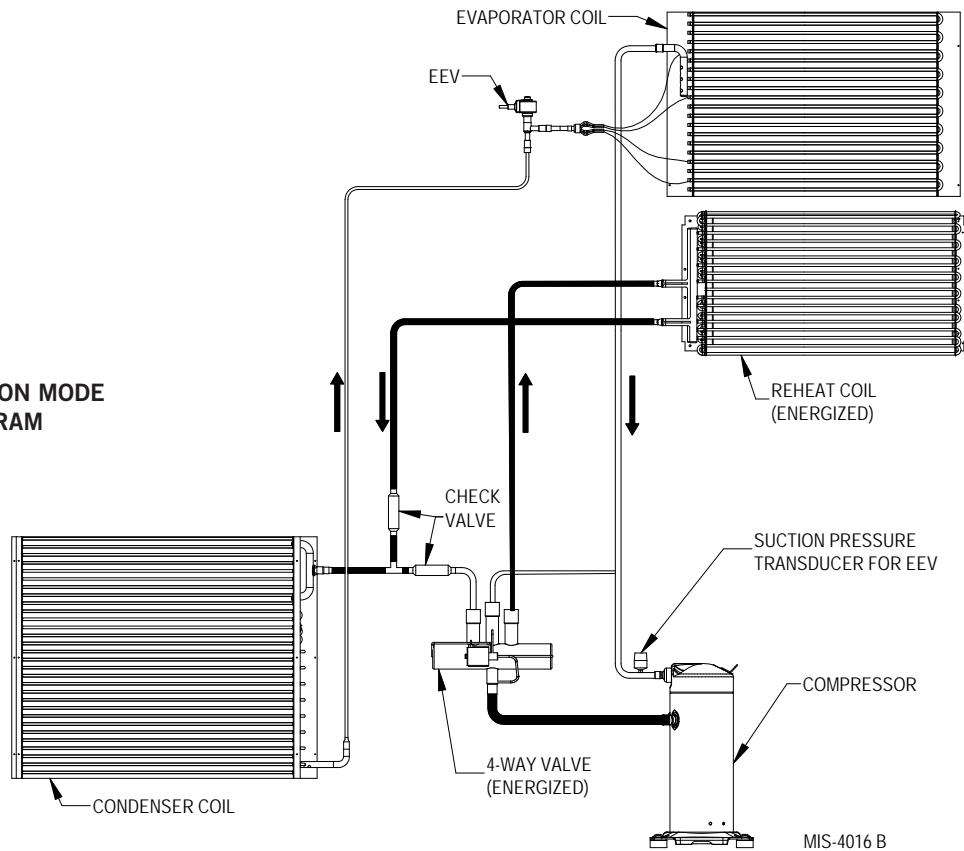 EVAPORATOR COIL
EEV
REHEAT COIL
(ENERGIZED)
ON MODE
RAM
CHECK
VALVE
SUCTION PRESSURE
TRANSDUCER FOR EEV
COMPRESSOR
4-WAY VALVE
(ENERGIZED)
CONDENSER COIL
MIS-4016 B